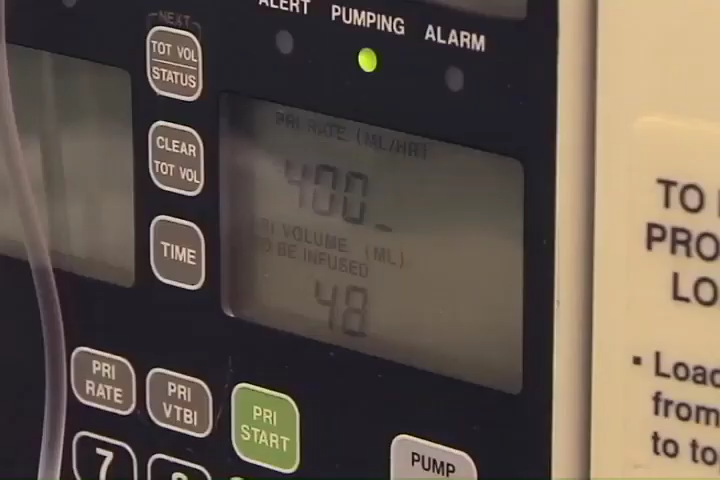 ALERT PUMPING ALARM
NEXT
TOT VOL
STATUS
CLEAR
TOT VOL
TIME
PRI RATE (ML/HR)
400
PRI VOLUME (ML)
TO BE INFUSED
48
PRI
RATE
PRI
VTBI
PRI
START
7
PUMP
TO
PRO
LO
▪ Load
from
to to